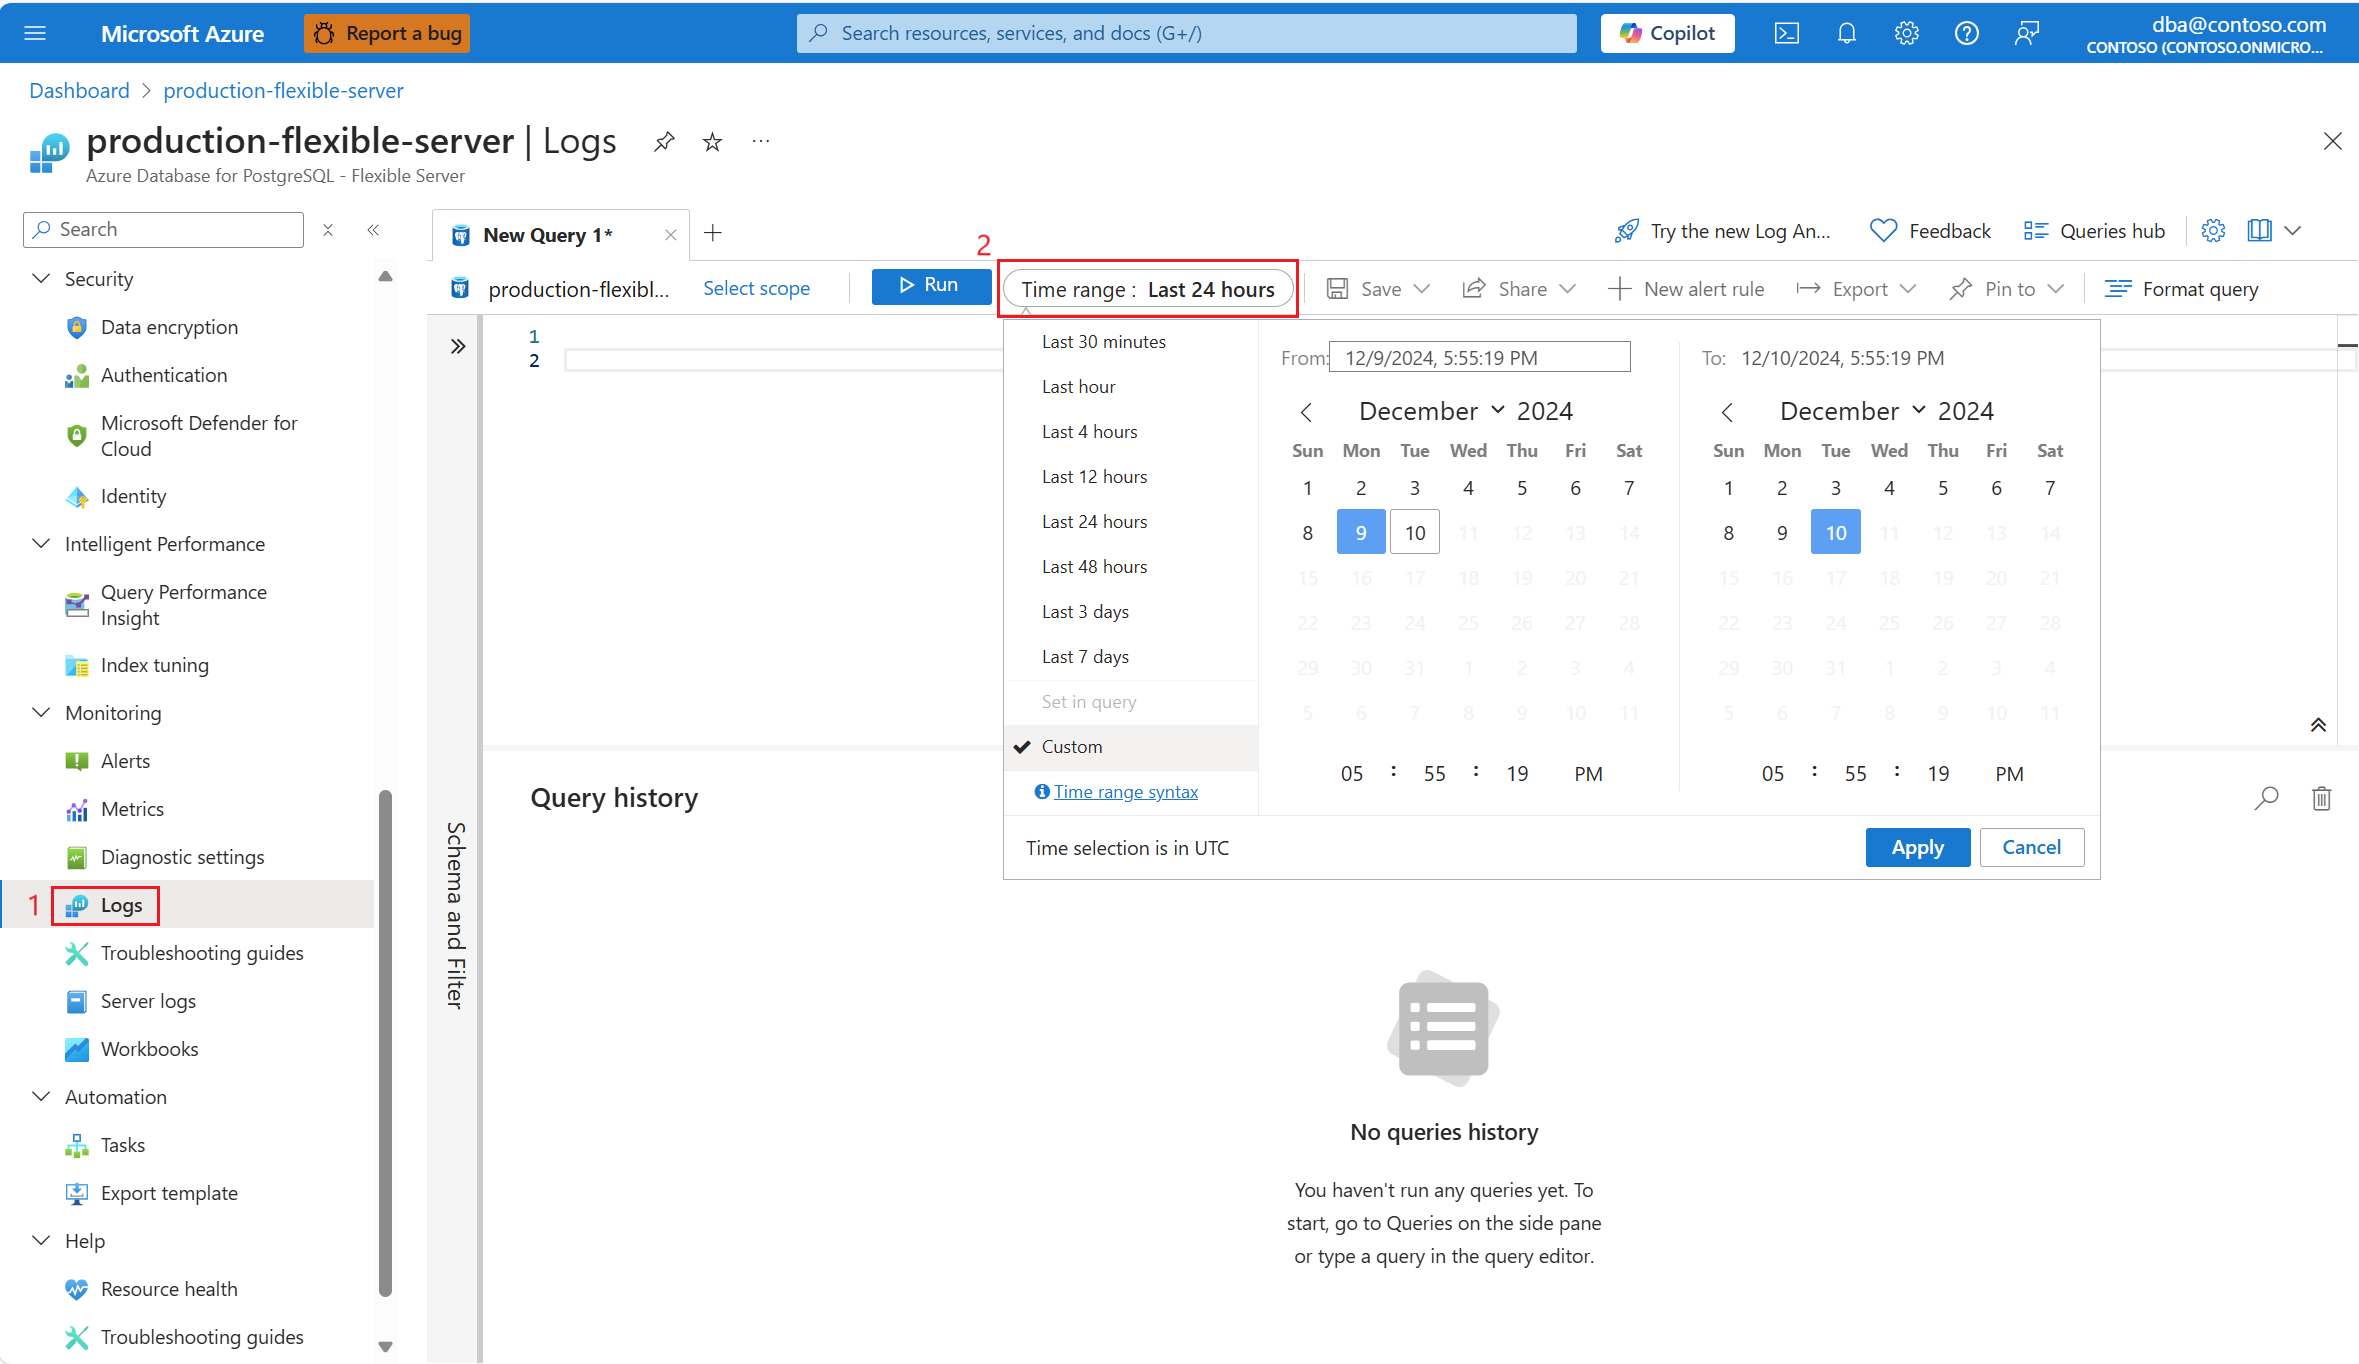 Microsoft Azure
Report a bug
Search resources, services, and docs (G+/)
Copilot
dba@contoso.com
CONTOSO (CONTOSO.ONMICRO...
Dashboard > production-flexible-server
production-flexible-server | Logs
...
Azure Database for PostgreSQL - Flexible Server
Search
Security
Data encryption
Authentication
Microsoft Defender for
Cloud
Identity
Intelligent Performance
Query Performance
Insight
Index tuning
Monitoring
Alerts
Metrics
Diagnostic settings
1
Logs
Troubleshooting guides
Server logs
Workbooks
Automation
Tasks
Export template
Help
Resource health
Troubleshooting guides
New Query 1*
Try the new Log An...
Feedback
Queries hub
2
production-flexibl...
Select scope
Run
Time range : Last 24 hours
Save
Share
New alert rule
Export
Pin to
Format query
1
2
Schema and Filter
Last 30 minutes
Last hour
Last 4 hours
Last 12 hours
Last 24 hours
Last 48 hours
Last 3 days
Last 7 days
Set in query
Custom
Time range syntax
From: 12/9/2024, 5:55:19 PM
December 2024
Sun Mon Tue Wed Thu Fri Sat
1 2 3 4 5 6 7
8 9 10 11 12 13 14
15 16 17 18 19 20 21
22 23 24 25 26 27 28
29 30 31 1 2 3 4
5 6 7 8 9 10 11
05 : 55 : 19 PM
To: 12/10/2024, 5:55:19 PM
December 2024
Sun Mon Tue Wed Thu Fri Sat
1 2 3 4 5 6 7
8 9 10 11 12 13 14
15 16 17 18 19 20 21
22 23 24 25 26 27 28
29 30 31 1 2 3 4
5 6 7 8 9 10 11
05 : 55 : 19 PM
Time selection is in UTC
Apply
Cancel
Query history
No queries history
You haven't run any queries yet. To
start, go to Queries on the side pane
or type a query in the query editor.